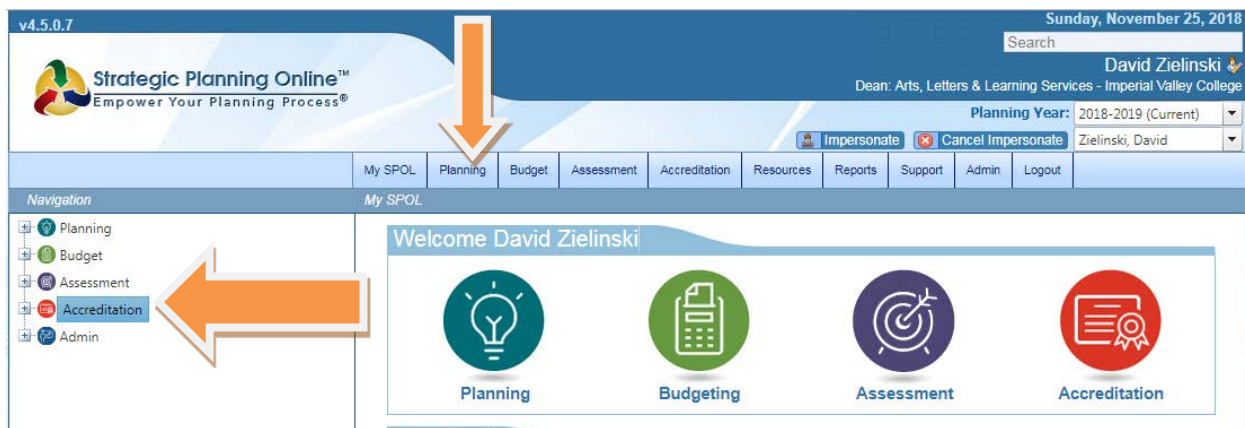 v4.5.0.7
Sunday, November 25, 2018
Search
Strategic Planning Online™
Empower Your Planning Process®
David Zielinski
Dean: Arts, Letters & Learning Services - Imperial Valley College
Planning Year: 2018-2019 (Current)
Impersonate Cancel Impersonate Zielinski, David
My SPOL Planning Budget Assessment Accreditation Resources Reports Support Admin Logout
Navigation
My SPOL
Planning
Budget
Assessment
Accreditation
Admin
Welcome David Zielinski
Planning Budgeting Assessment Accreditation